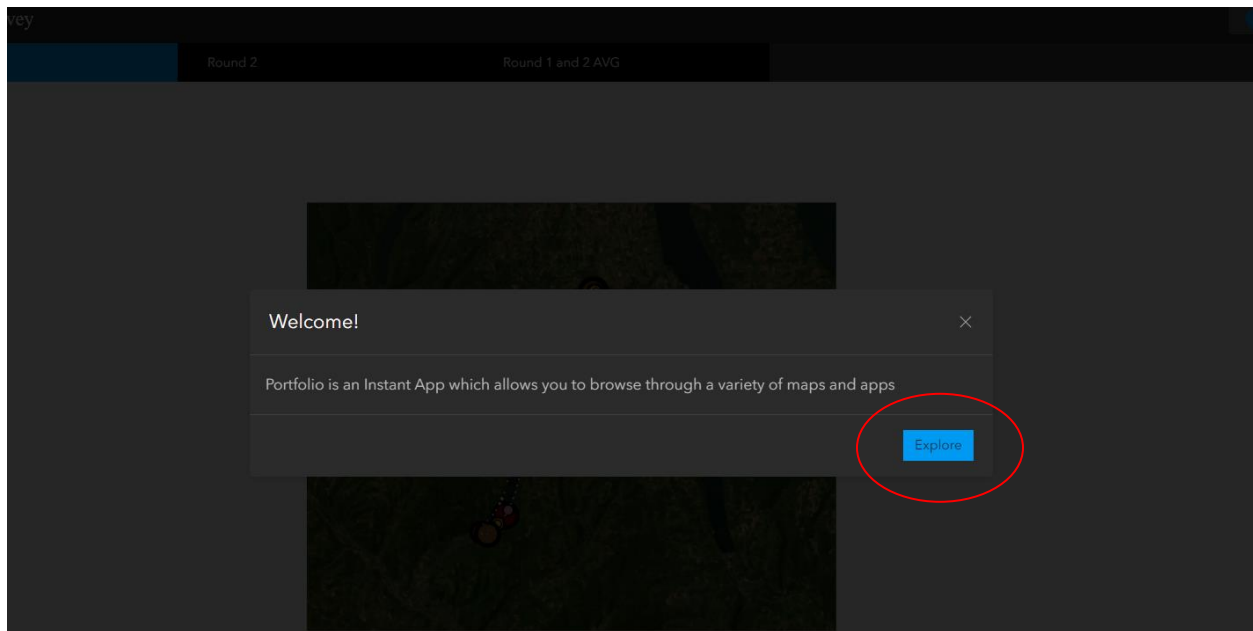 vey
Round 2
Round 1 and 2 AVG
Welcome!
Portfolio is an Instant App which allows you to browse through a variety of maps and apps
Explore